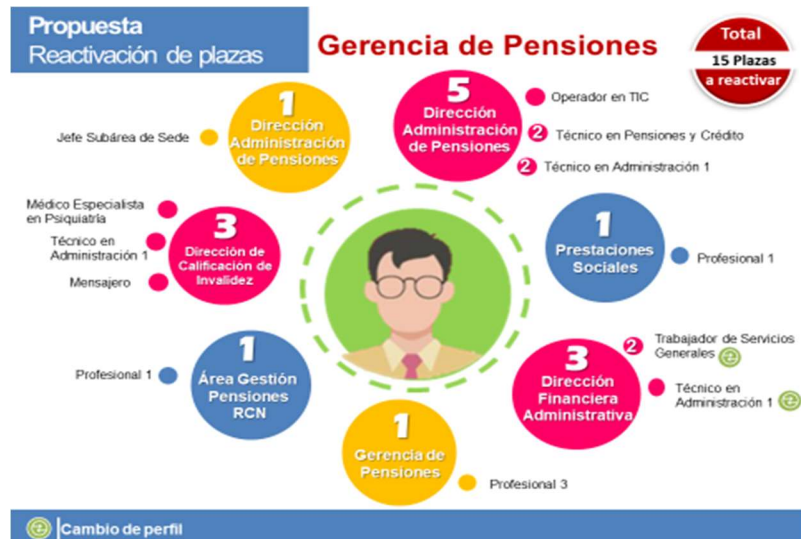 Propuesta
Reactivación de plazas
Gerencia de Pensiones
Total
15 Plazas
a reactivar
1
Dirección
Administración
de Pensiones
Jefe Subárea de Sede
5
Dirección
Administración
de Pensiones
Operador en TIC
2 Técnico en Pensiones y Crédito
2 Técnico en Administración 1
3
Dirección de
Calificación de
Invalidez
Médico Especialista
en Psiquiatría
Técnico en
Administración 1
Mensajero
1
Prestaciones
Sociales
Profesional 1
1
Área Gestión
Pensiones
RCN
Profesional 1
3
Dirección
Financiera
Administrativa
2 Trabajador de Servicios
Generales
Técnico en
Administración 1
1
Gerencia de
Pensiones
Profesional 3
Cambio de perfil